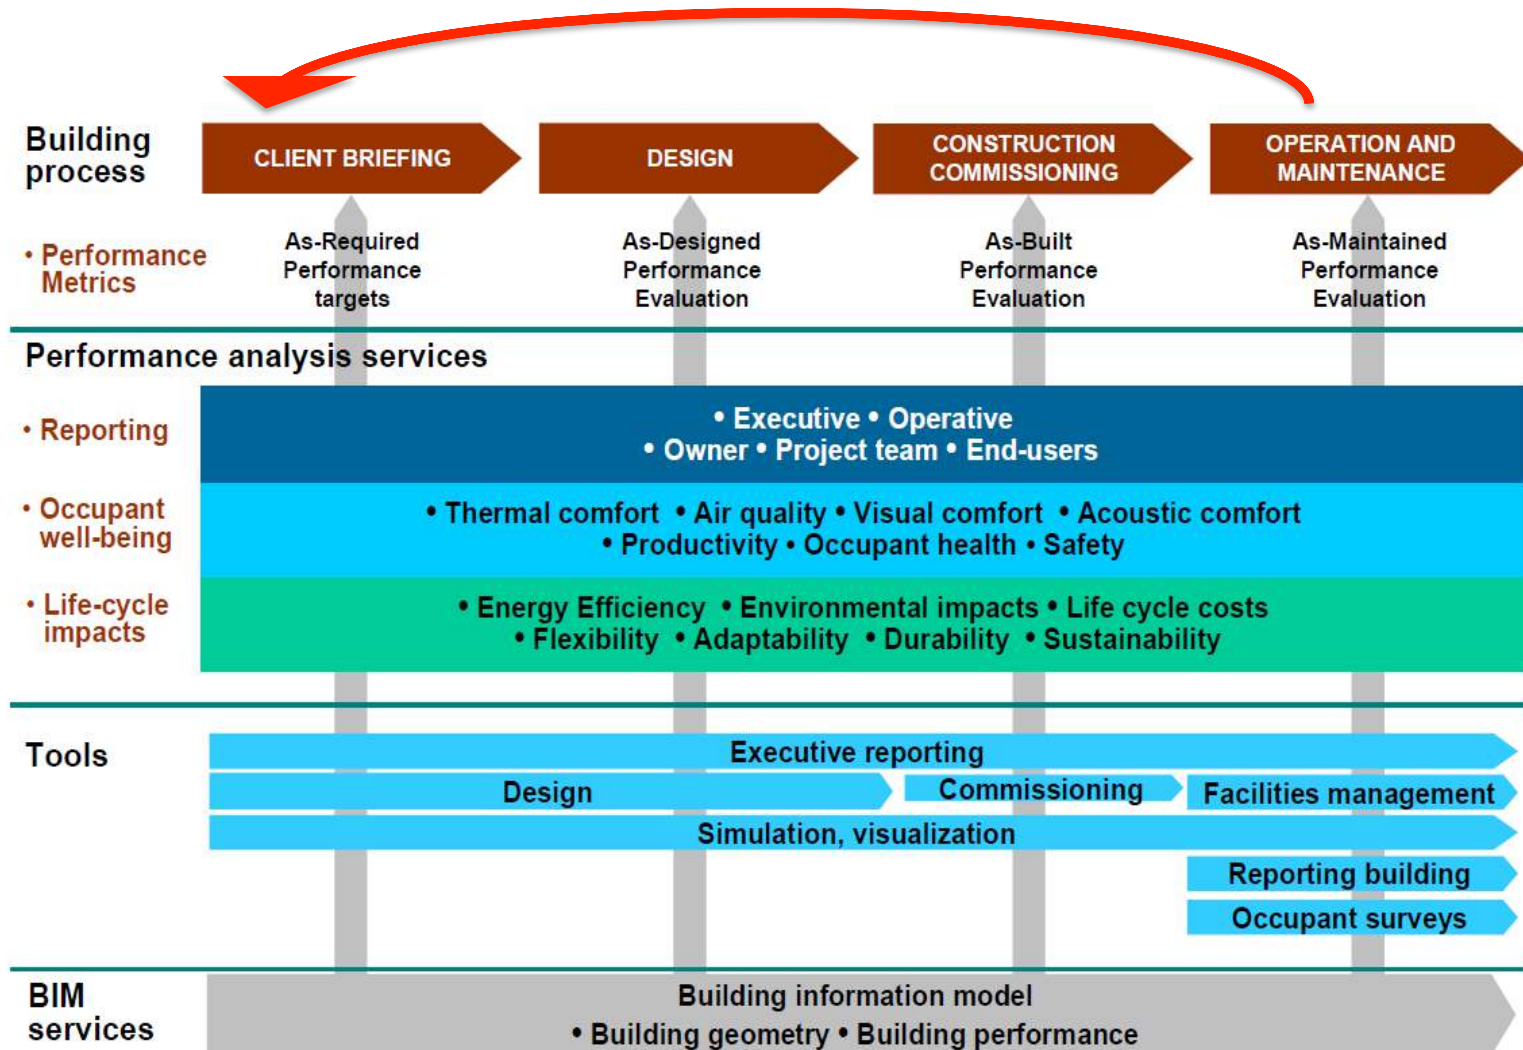 Building
process
CLIENT BRIEFING
DESIGN
CONSTRUCTION
COMMISSIONING
OPERATION AND
MAINTENANCE
• Performance
Metrics
As-Required
Performance
targets
As-Designed
Performance
Evaluation
As-Built
Performance
Evaluation
As-Maintained
Performance
Evaluation
Performance analysis services
• Reporting
• Executive • Operative
• Owner • Project team • End-users
• Occupant
well-being
• Thermal comfort • Air quality • Visual comfort • Acoustic comfort
• Productivity • Occupant health • Safety
• Life-cycle
impacts
• Energy Efficiency • Environmental impacts • Life cycle costs
• Flexibility • Adaptability • Durability • Sustainability
Tools
Executive reporting
Design
Commissioning
Facilities management
Simulation, visualization
Reporting building
Occupant surveys
BIM
services
Building information model
• Building geometry • Building performance